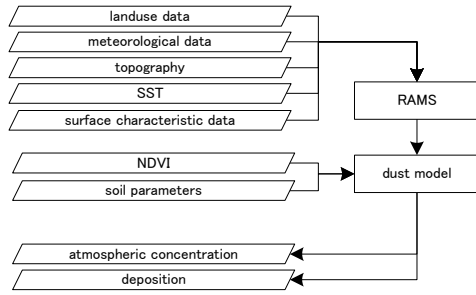 landuse data
meteorological data
topography
SST
surface characteristic data
RAMS
NDVI
soil parameters
dust model
atmospheric concentration
deposition